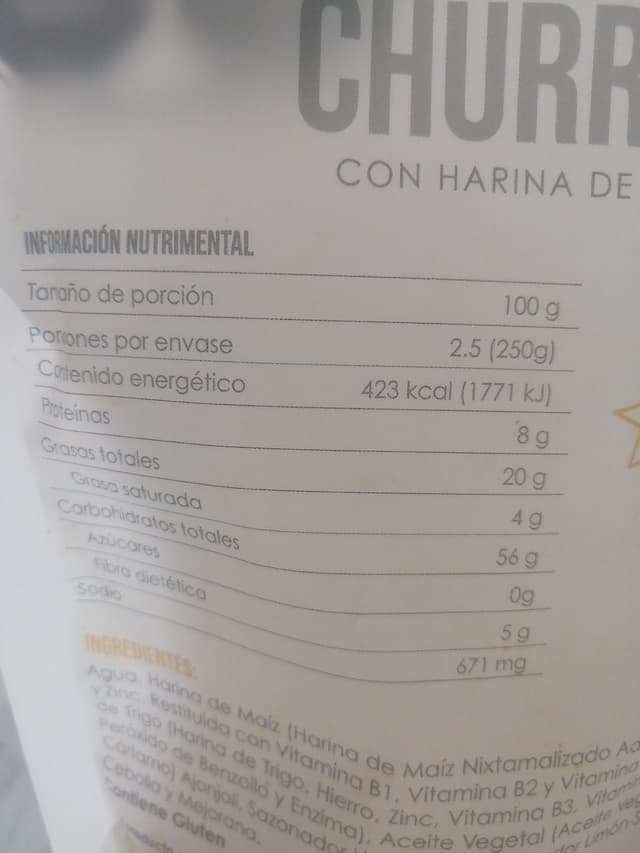 CHURR
CON HARINA DE
INFORMACIÓN NUTRIMENTAL
Tamaño de porción 100 g
Porciones por envase 2.5 (250g)
Contenido energético 423 kcal (1771 kJ)
Proteínas 8 g
Grasas totales 20 g
Grasa saturada 4 g
Carbohidratos totales 56 g
Azúcares 0g
Fibra dietética 5 g
Sodio 671 mg
INGREDIENTES:
Agua, Harina de Maíz (Harina de Maíz Nixtamalizado
y Zinc, Restituida con Vitamina B1, Vitamina B2 y Vitamina
de Trigo (Harina de Trigo, Hierro, Zinc, Vitamina B3,
Peróxido de Benzoilo y Enzima), Aceite Vegetal (Aceite
Cártamo) Ajonjolí, Sazonador Limón
Cebolla y Mejorana.
Contiene Gluten